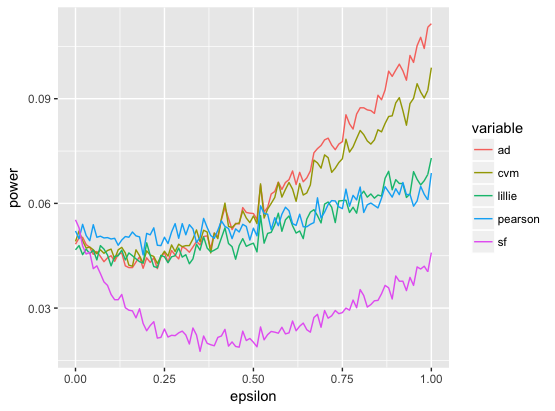 power
0.09
0.06
0.03
0.00
0.25
0.50
0.75
1.00
epsilon
variable
ad
cvm
lillie
pearson
sf